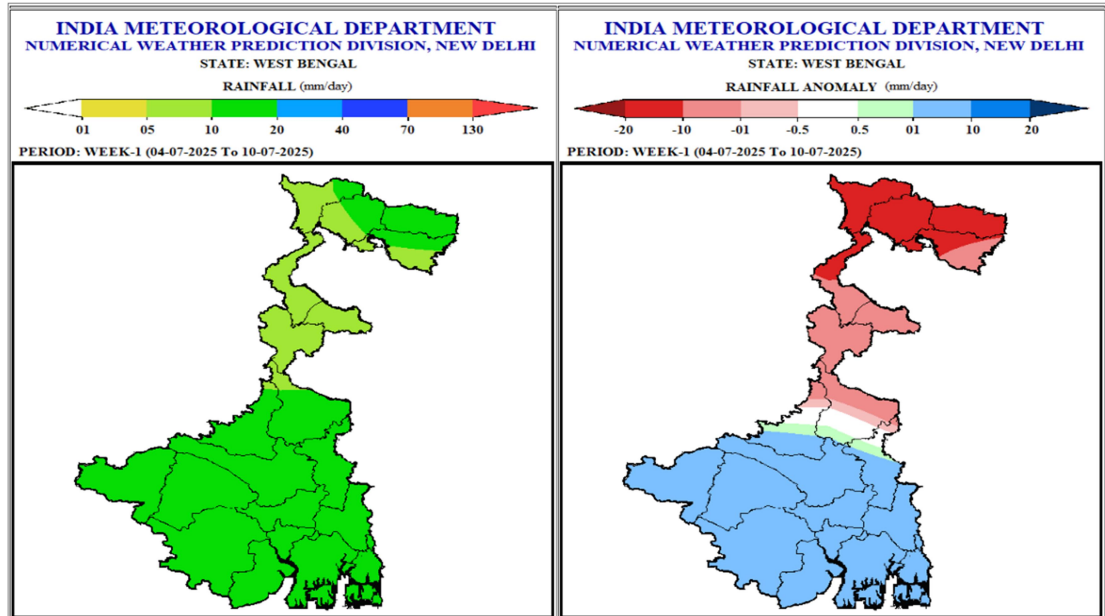 INDIA METEOROLOGICAL DEPARTMENT
NUMERICAL WEATHER PREDICTION DIVISION, NEW DELHI
STATE: WEST BENGAL
RAINFALL (mm/day)
01 05 10 20 40 70 130
PERIOD: WEEK-1 (04-07-2025 To 10-07-2025)
INDIA METEOROLOGICAL DEPARTMENT
NUMERICAL WEATHER PREDICTION DIVISION, NEW DELHI
STATE: WEST BENGAL
RAINFALL ANOMALY (mm/day)
-20 -10 -01 -0.5 0.5 01 10 20
PERIOD: WEEK-1 (04-07-2025 To 10-07-2025)